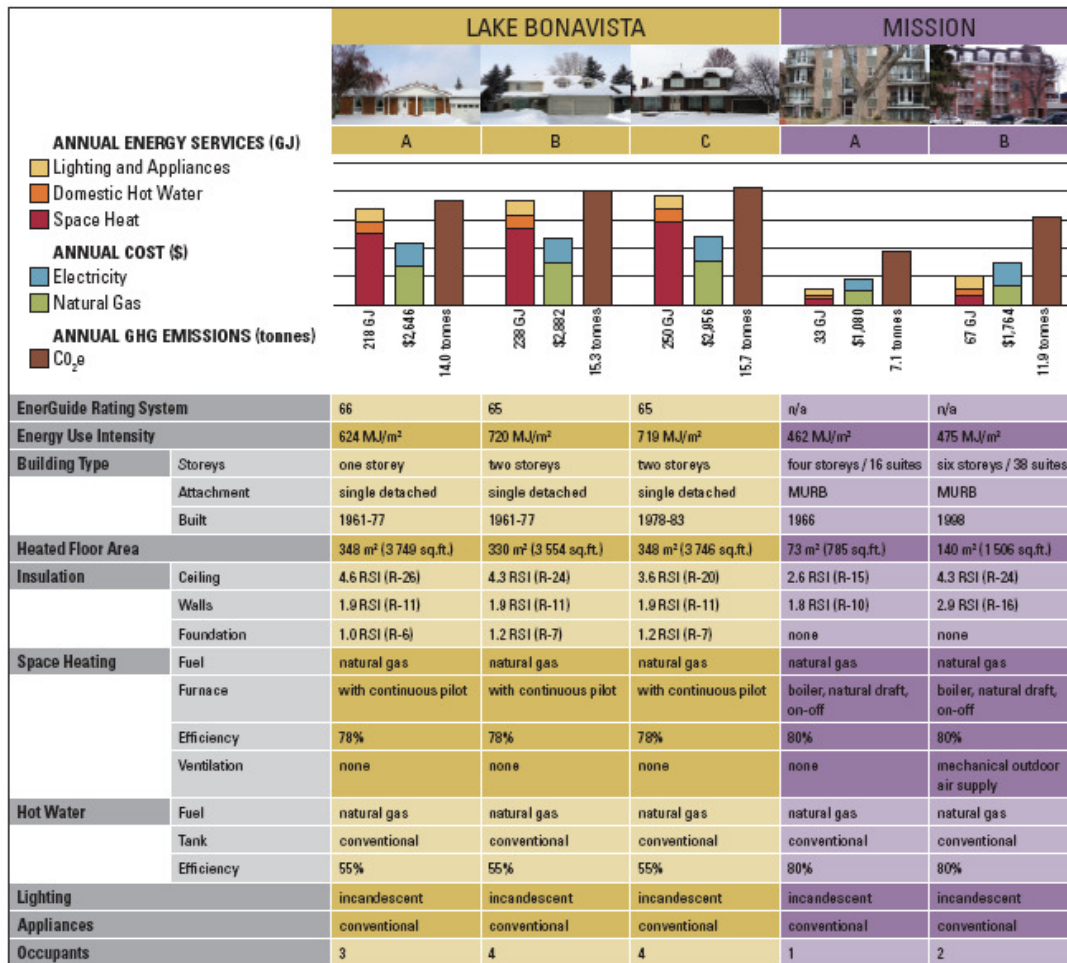 LAKE BONAVISTA MISSION
A B C A B
ANNUAL ENERGY SERVICES (GJ)
Lighting and Appliances
Domestic Hot Water
Space Heat
ANNUAL COST ($)
Electricity
Natural Gas
ANNUAL GHG EMISSIONS (tonnes)
CO₂e
218 GJ $2,646 14.0 tonnes 238 GJ $2,882 15.3 tonnes 250 GJ $2,956 15.7 tonnes 33 GJ $1,080 7.1 tonnes 67 GJ $1,764 11.9 tonnes
EnerGuide Rating System 66 65 65 n/a n/a
Energy Use Intensity 624 MJ/m² 720 MJ/m² 719 MJ/m² 462 MJ/m² 475 MJ/m²
Building Type Storeys one storey two storeys two storeys four storeys / 16 suites six storeys / 38 suites
Attachment single detached single detached single detached MURB MURB
Built 1961-77 1961-77 1978-83 1966 1998
Heated Floor Area 348 m² (3 749 sq.ft.) 330 m² (3 554 sq.ft.) 348 m² (3 746 sq.ft.) 73 m² (785 sq.ft.) 140 m² (1 506 sq.ft.)
Insulation Ceiling 4.6 RSI (R-26) 4.3 RSI (R-24) 3.6 RSI (R-20) 2.6 RSI (R-15) 4.3 RSI (R-24)
Walls 1.9 RSI (R-11) 1.9 RSI (R-11) 1.9 RSI (R-11) 1.8 RSI (R-10) 2.9 RSI (R-16)
Foundation 1.0 RSI (R-6) 1.2 RSI (R-7) 1.2 RSI (R-7) none none
Space Heating Fuel natural gas natural gas natural gas natural gas natural gas
Furnace with continuous pilot with continuous pilot with continuous pilot boiler, natural draft, boiler, natural draft,
on-off on-off
Efficiency 78% 78% 78% 80% 80%
Ventilation none none none none mechanical outdoor
air supply
Hot Water Fuel natural gas natural gas natural gas natural gas natural gas
Tank conventional conventional conventional conventional conventional
Efficiency 55% 55% 55% 80% 80%
Lighting incandescent incandescent incandescent incandescent incandescent
Appliances conventional conventional conventional conventional conventional
Occupants 3 4 4 1 2